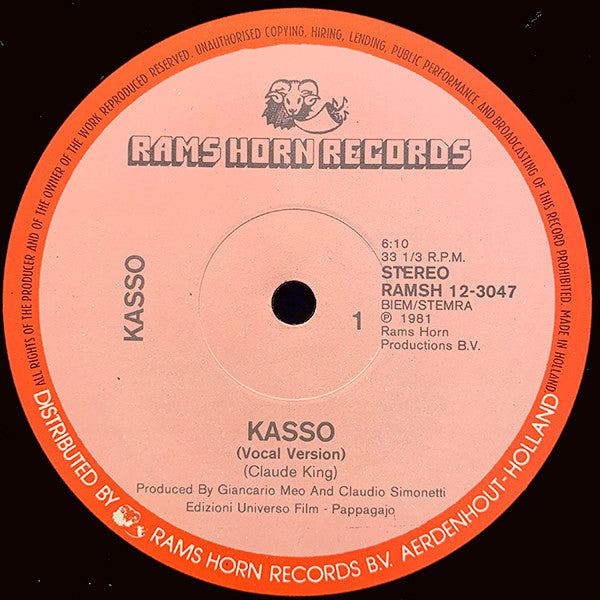 ALL RIGHTS OF THE PRODUCER AND OF THE OWNER OF THE WORK REPRODUCED RESERVED. UNAUTHORISED COPYING, HIRING, LENDING, PUBLIC PERFORMANCE AND BROADCASTING OF THIS RECORD PROHIBITED. MADE IN HOLLAND
RAMS HORN RECORDS
KASSO
6:10
33 1/3 R.P.M.
STEREO
RAMSH 12-3047
BIEM/STEMRA
℗ 1981
Rams Horn
Productions B.V.
1
KASSO
(Vocal Version)
(Claude King)
Produced By Giancario Meo And Claudio Simonetti
Edizioni Universo Film - Pappagajo
DISTRIBUTED BY RAMS HORN RECORDS B.V. AERDENHOUT-HOLLAND